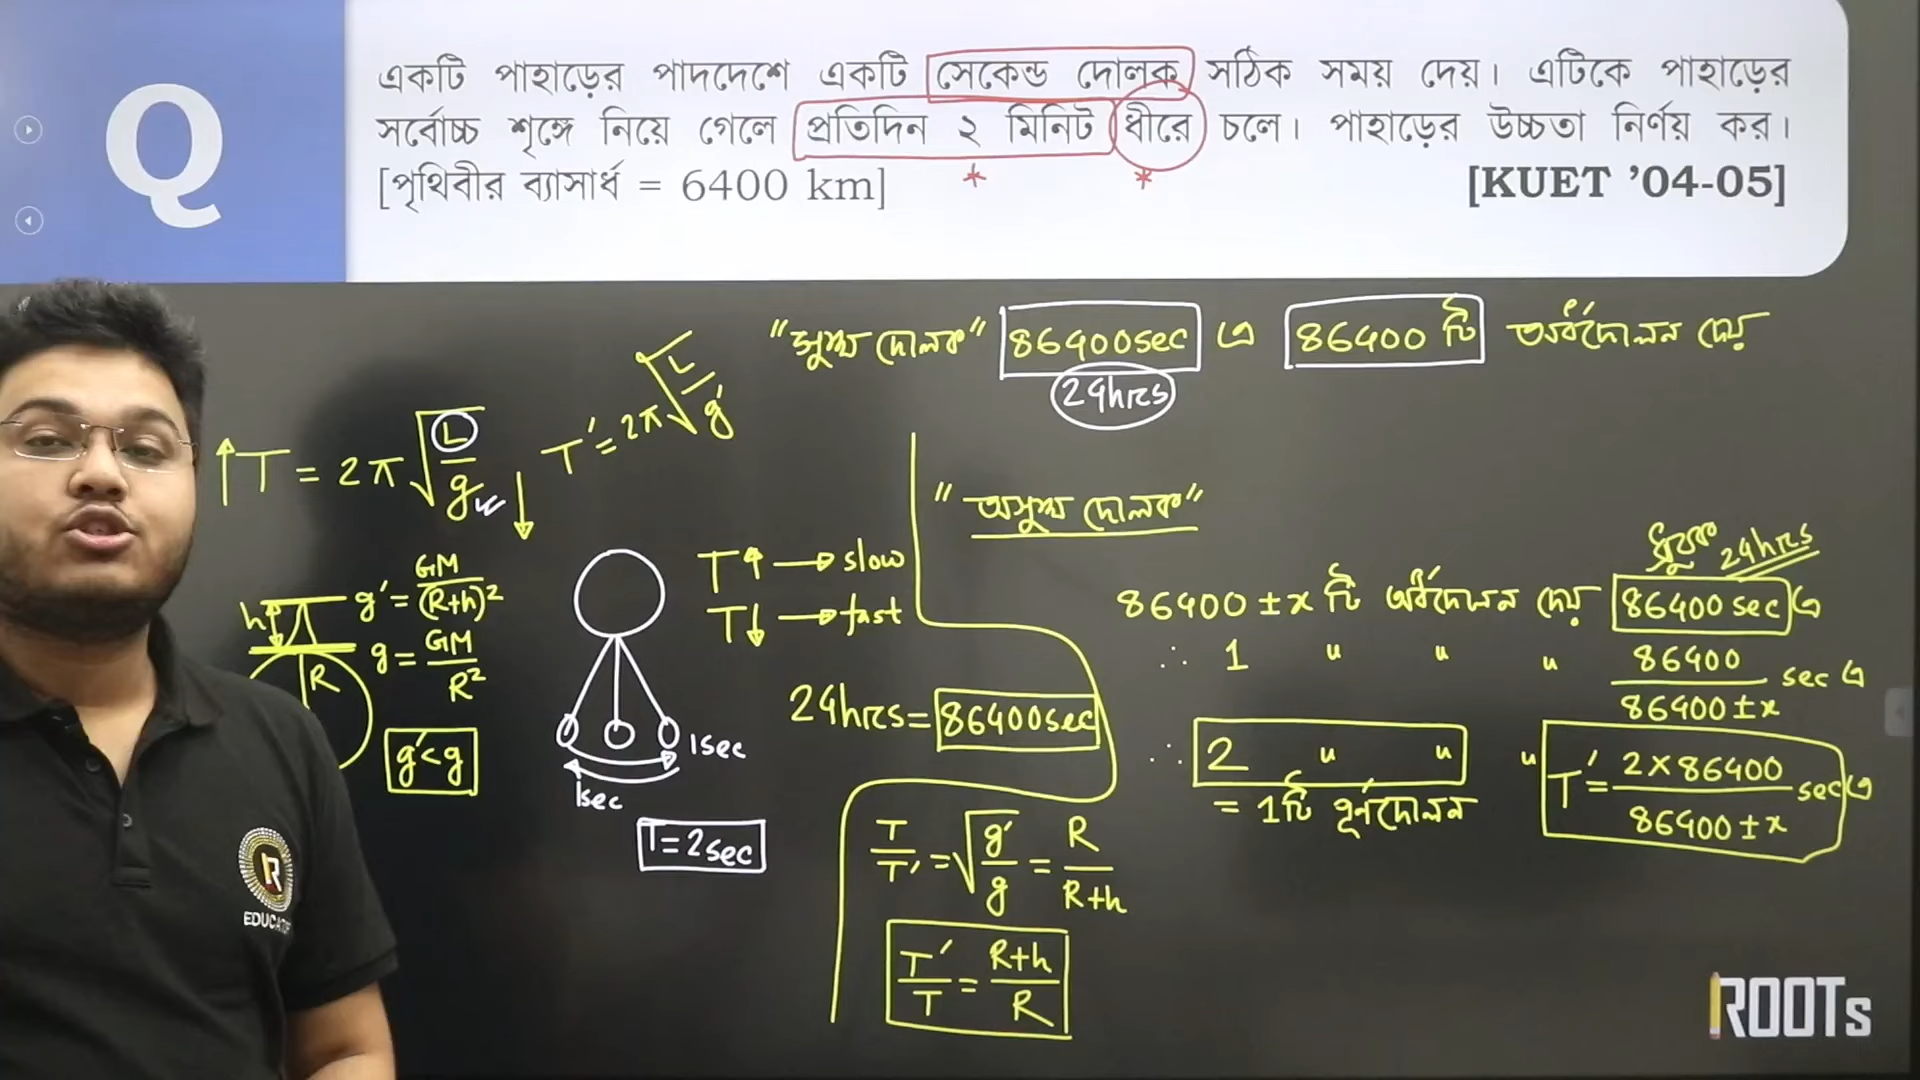 Q
একটি পাহাড়ের পাদদেশে একটি সেকেন্ড দোলক সঠিক সময় দেয়। এটিকে পাহাড়ের
সর্বোচ্চ শৃঙ্গে নিয়ে গেলে প্রতিদিন ২ মিনিট ধীরে চলে। পাহাড়ের উচ্চতা নির্ণয় কর।
[পৃথিবীর ব্যাসার্ধ = 6400 km]
[KUET ’04-05]
"সুস্থ দোলক" 86400sec এ 86400 টি অর্ধদোলন দেয়
24hrs
↑T = 2π√(L/g) ↓
T′ = 2π√(L/g′)
h
g′ = GM/(R+h)²
g = GM/R²
R
g′<g
1sec
1sec
T=2sec
T↑ → slow
T↓ → fast
24hrs = 86400sec
T/T′ = √(g′/g) = R/(R+h)
T′/T = (R+h)/R
"অসুস্থ দোলক"
ধ্রুবক 24hrs
86400 ± x টি অর্ধদোলন দেয় 86400 sec এ
∴ 1 " " " 86400/(86400±x) sec এ
∴ 2 " " " T′ = (2×86400)/(86400±x) sec এ
= 1টি পূর্ণদোলন
EDUCATOR
ROOTs